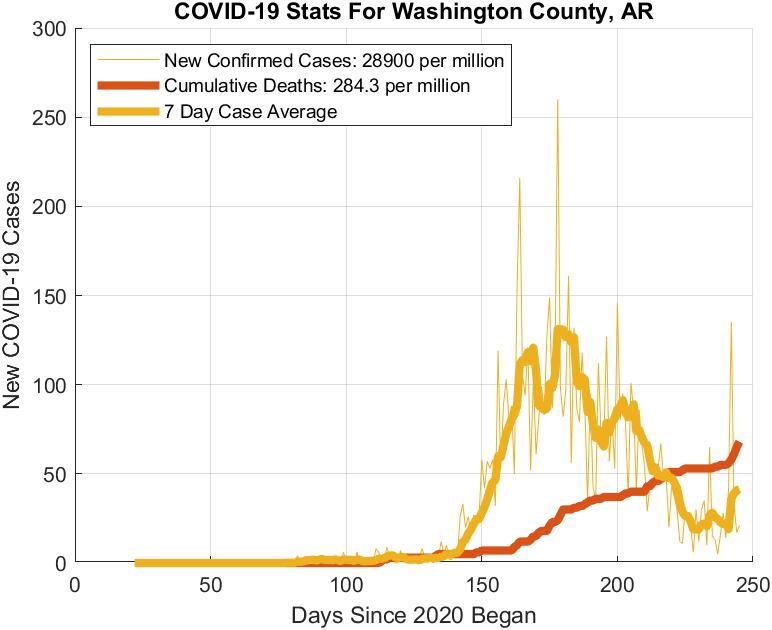 COVID-19 Stats For Washington County, AR
300
250
200
150
100
50
0
New Confirmed Cases: 28900 per million
Cumulative Deaths: 284.3 per million
7 Day Case Average
New COVID-19 Cases
0 50 100 150 200 250
Days Since 2020 Began